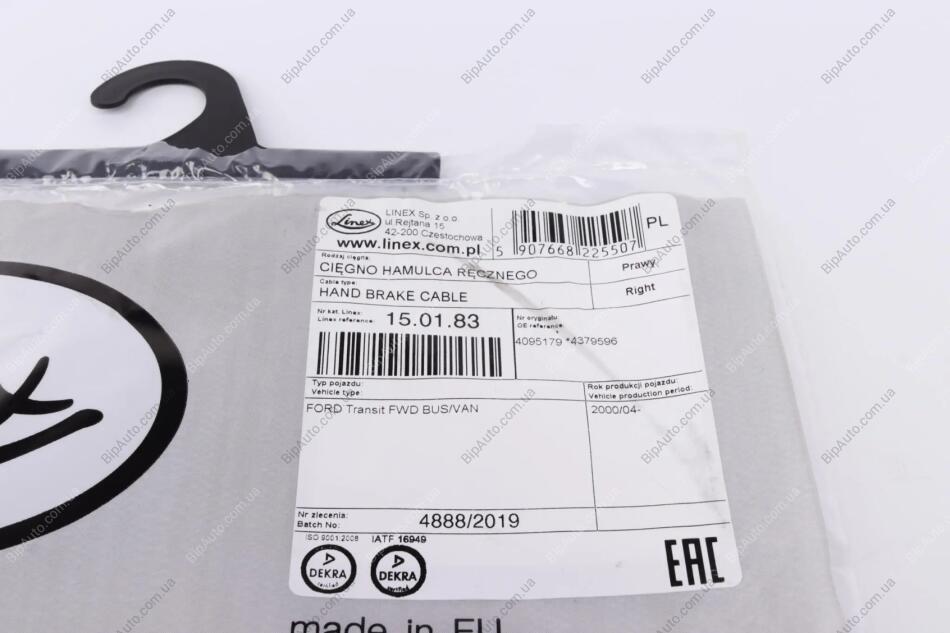 Linex
LINEX Sp. z o.o.
ul Rejtana 15
42-200 Częstochowa
www.linex.com.pl
5 907668 225507
PL
Rodzaj cięgna:
CIĘGNO HAMULCA RĘCZNEGO
Prawy
Cable type:
HAND BRAKE CABLE
Right
Nr kat. Linex:
Linex reference:
15.01.83
Nr oryginału:
OE reference:
4095179 *4379596
Typ pojazdu:
Vehicle type:
Rok produkcji pojazdu:
Vehicle production period:
FORD Transit FWD BUS/VAN
2000/04-
Nr zlecenia:
Batch No:
4888/2019
ISO 9001:2008
IATF 16949
DEKRA
DEKRA
certified
EAC
made in EU
BipAuto.com.ua